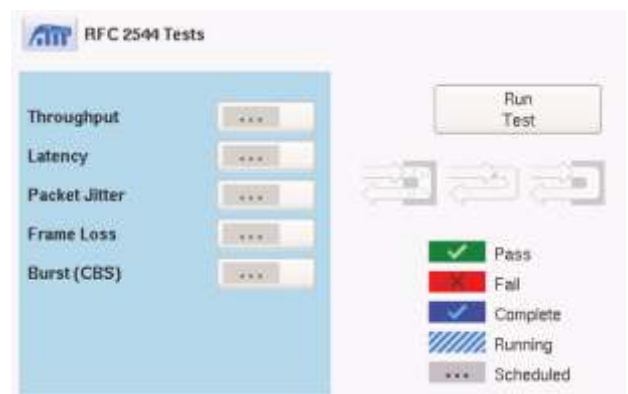 RFC 2544 Tests
Throughput
Latency
Packet Jitter
Frame Loss
Burst (CBS)
Run
Test
Pass
Fail
Complete
Running
Scheduled